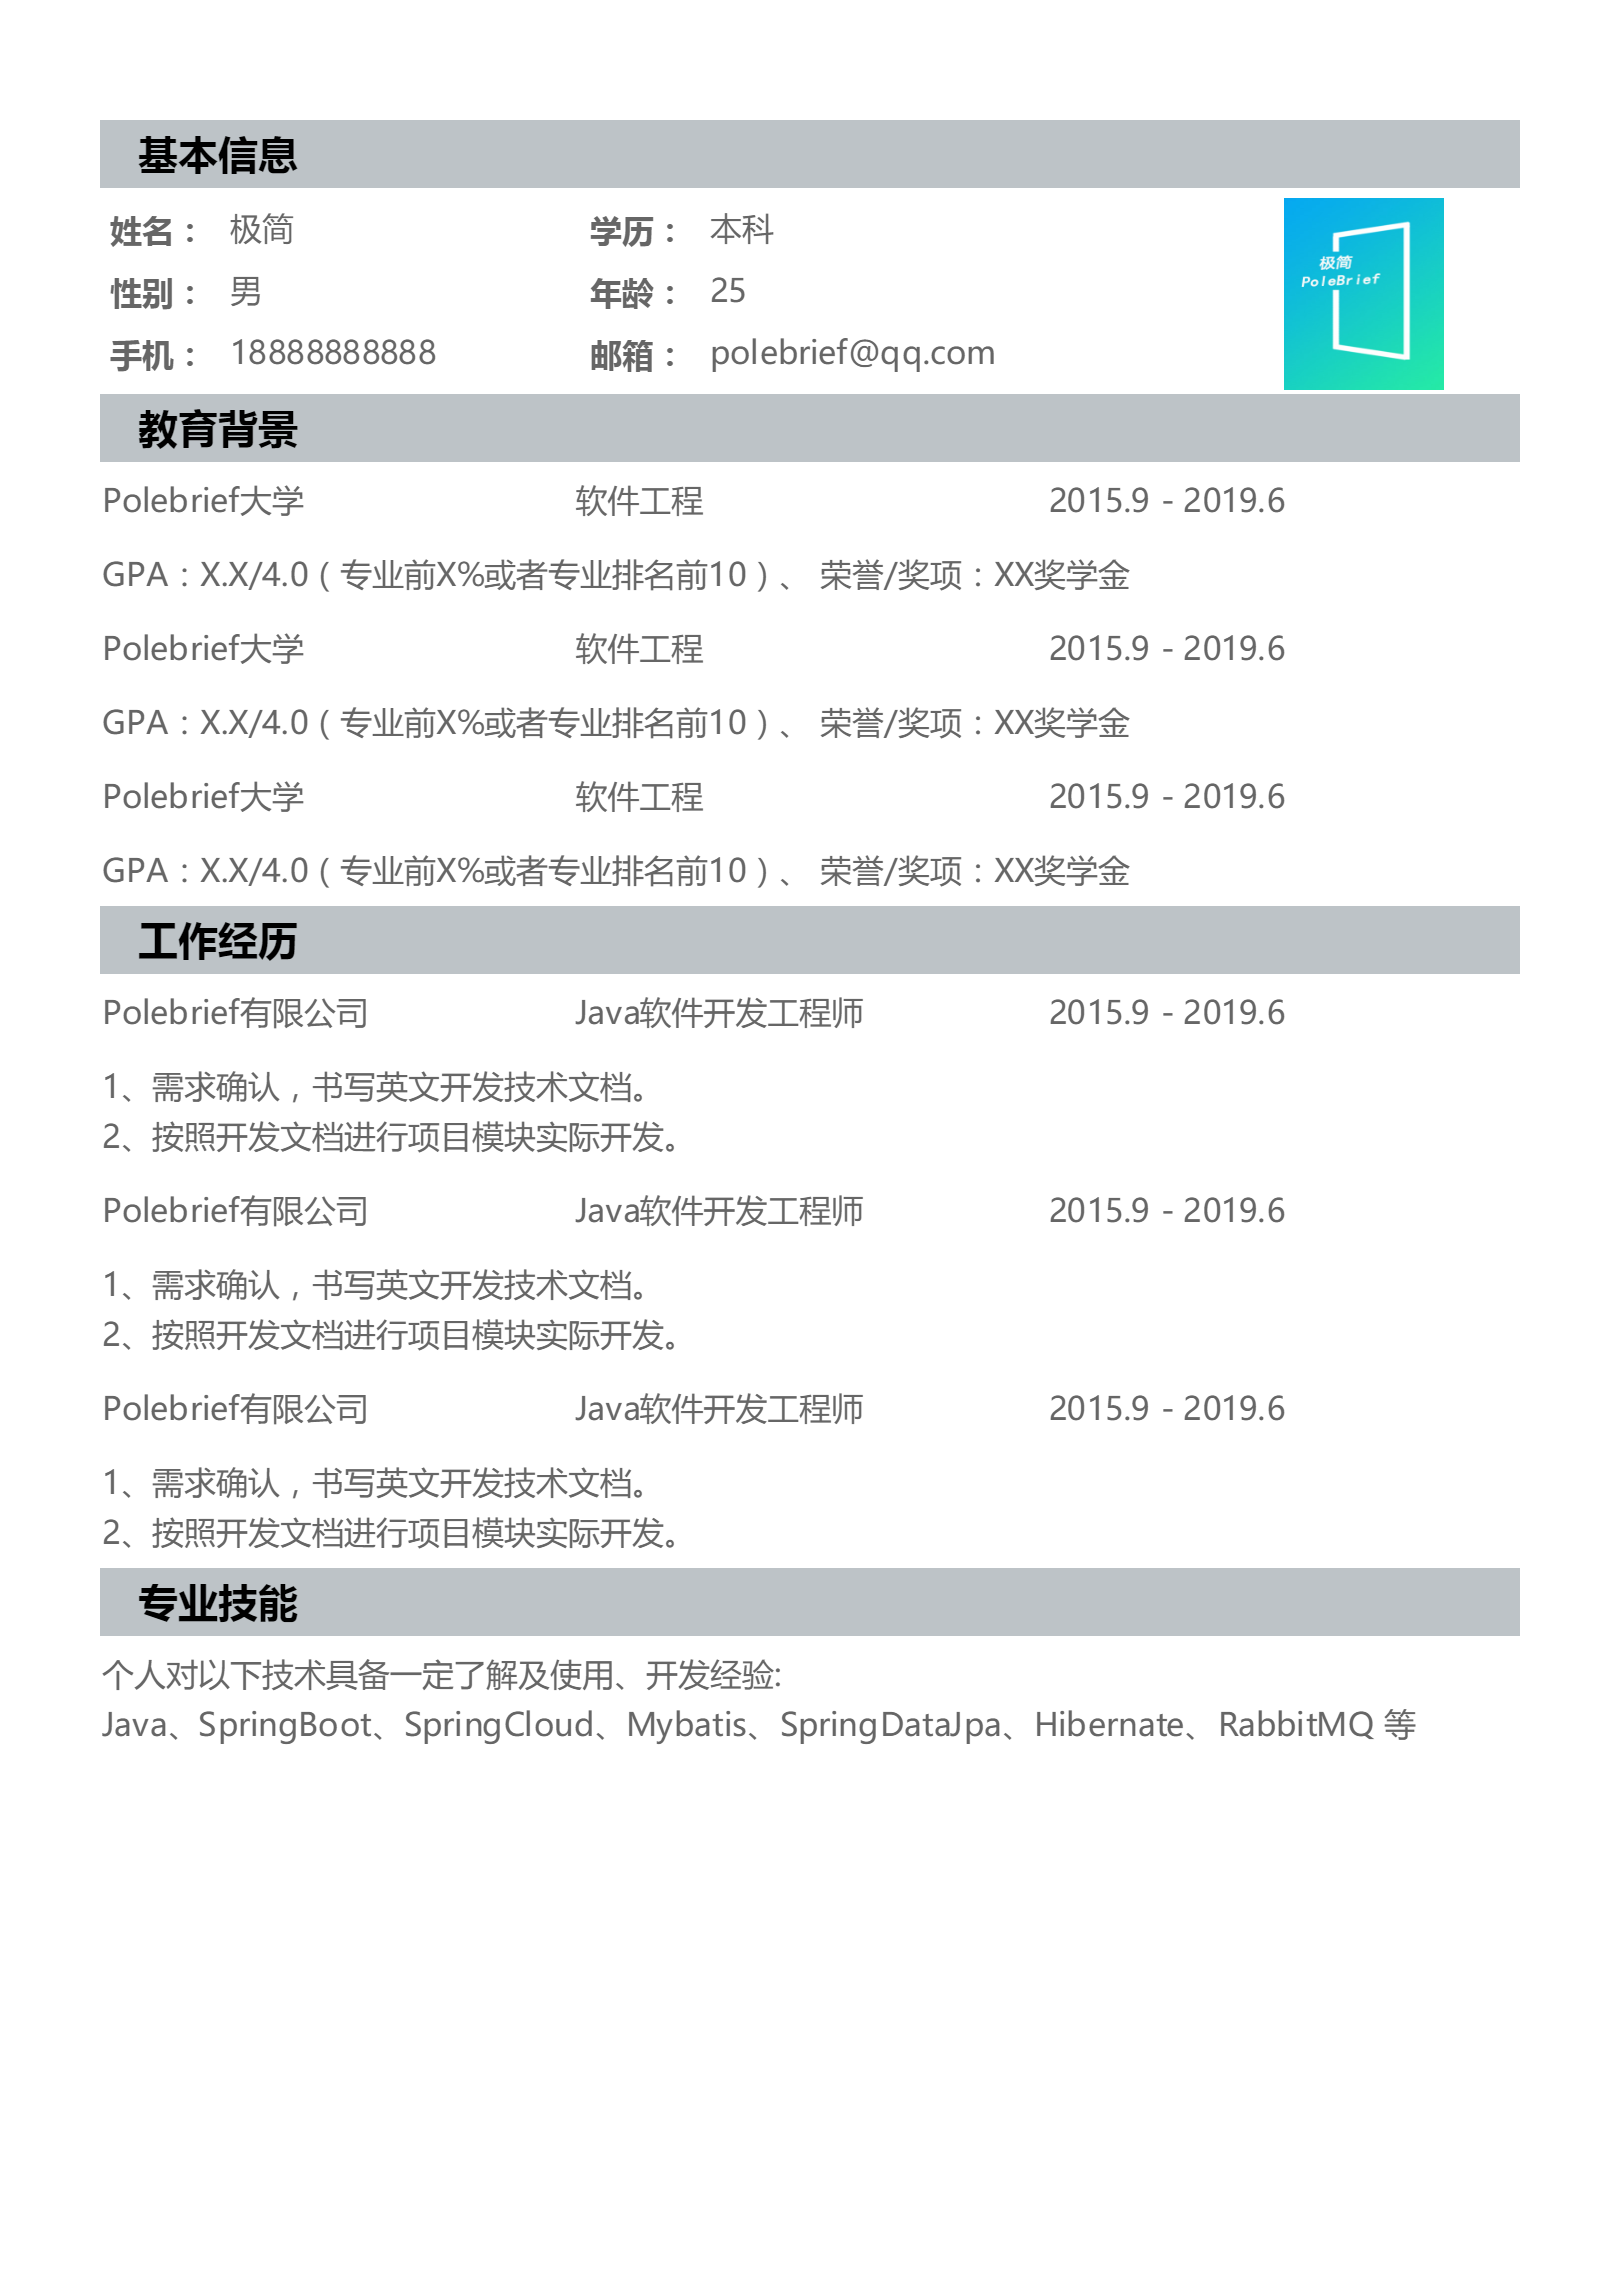 基本信息
姓名： 极简 学历： 本科
性别： 男 年龄： 25
手机： 18888888888 邮箱： polebrief@qq.com
极简
PoleBrief
教育背景
Polebrief大学 软件工程 2015.9 - 2019.6
GPA：X.X/4.0（专业前X%或者专业排名前10）、 荣誉/奖项：XX奖学金
Polebrief大学 软件工程 2015.9 - 2019.6
GPA：X.X/4.0（专业前X%或者专业排名前10）、 荣誉/奖项：XX奖学金
Polebrief大学 软件工程 2015.9 - 2019.6
GPA：X.X/4.0（专业前X%或者专业排名前10）、 荣誉/奖项：XX奖学金
工作经历
Polebrief有限公司 Java软件开发工程师 2015.9 - 2019.6
1、需求确认，书写英文开发技术文档。
2、按照开发文档进行项目模块实际开发。
Polebrief有限公司 Java软件开发工程师 2015.9 - 2019.6
1、需求确认，书写英文开发技术文档。
2、按照开发文档进行项目模块实际开发。
Polebrief有限公司 Java软件开发工程师 2015.9 - 2019.6
1、需求确认，书写英文开发技术文档。
2、按照开发文档进行项目模块实际开发。
专业技能
个人对以下技术具备一定了解及使用、开发经验:
Java、SpringBoot、SpringCloud、Mybatis、SpringDataJpa、Hibernate、RabbitMQ 等